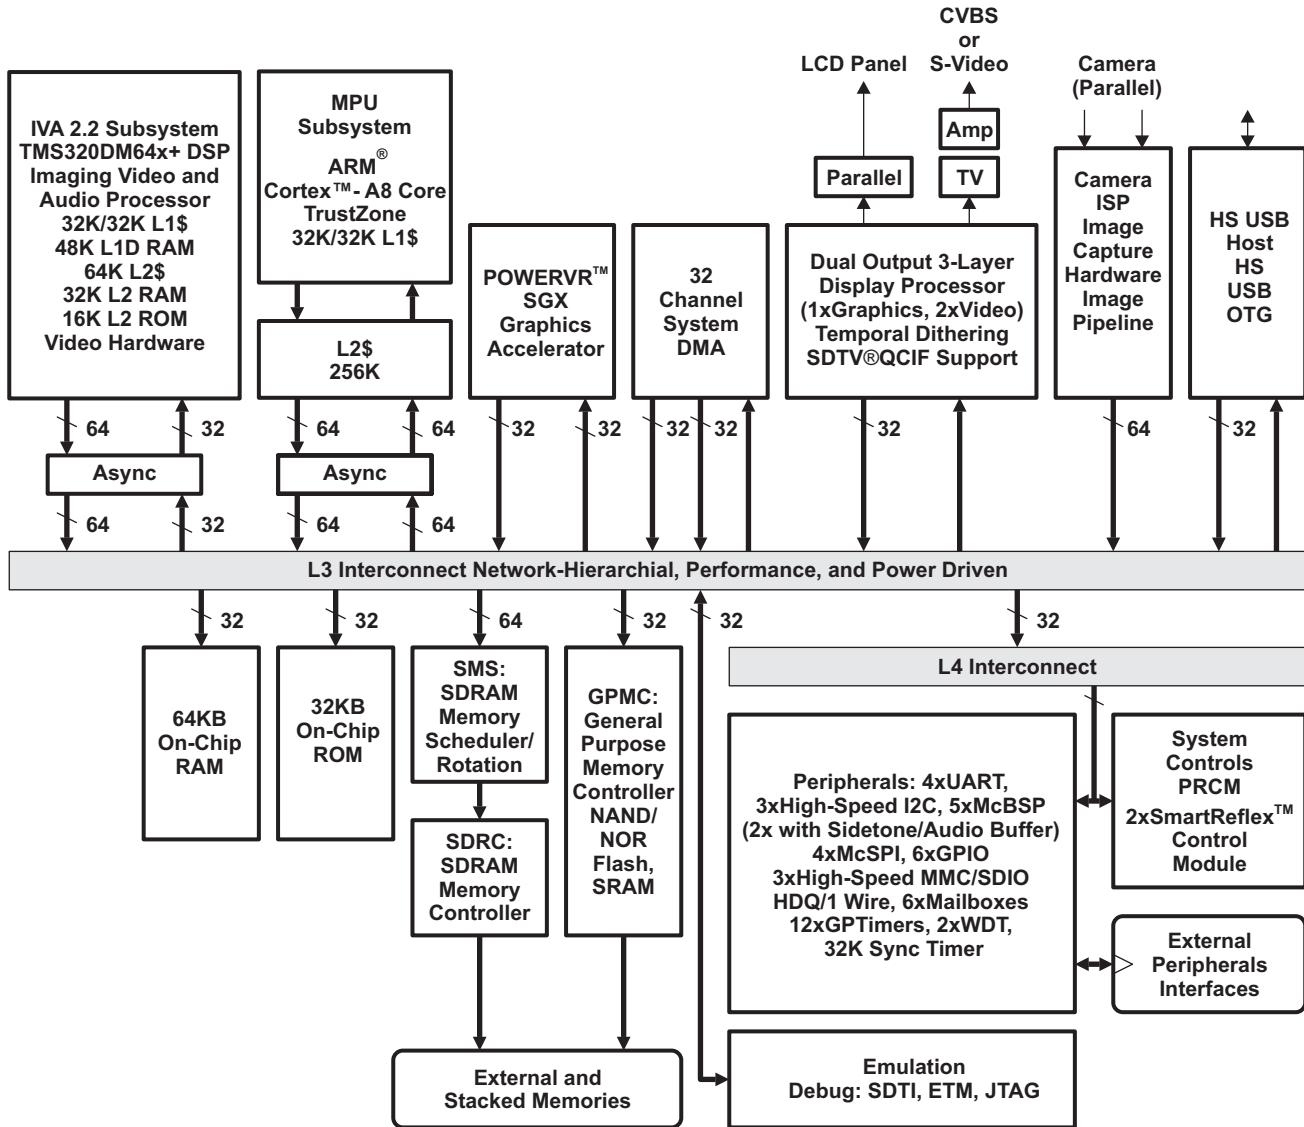 CVBS
or
S-Video
LCD Panel
Camera
(Parallel)
Amp
Parallel
TV
IVA 2.2 Subsystem
TMS320DM64x+ DSP
Imaging Video and
Audio Processor
32K/32K L1$
48K L1D RAM
64K L2$
32K L2 RAM
16K L2 ROM
Video Hardware
MPU
Subsystem
ARM®
Cortex™- A8 Core
TrustZone
32K/32K L1$
L2$
256K
POWERVR™
SGX
Graphics
Accelerator
32
Channel
System
DMA
Dual Output 3-Layer
Display Processor
(1xGraphics, 2xVideo)
Temporal Dithering
SDTV®QCIF Support
Camera
ISP
Image
Capture
Hardware
Image
Pipeline
HS USB
Host
HS
USB
OTG
64
32
64
64
32
32
32
32
32
64
32
Async
Async
64
32
64
64
L3 Interconnect Network-Hierarchial, Performance, and Power Driven
32
32
64
32
32
32
64KB
On-Chip
RAM
32KB
On-Chip
ROM
SMS:
SDRAM
Memory
Scheduler/
Rotation
SDRC:
SDRAM
Memory
Controller
GPMC:
General
Purpose
Memory
Controller
NAND/
NOR
Flash,
SRAM
L4 Interconnect
Peripherals: 4xUART,
3xHigh-Speed I2C, 5xMcBSP
(2x with Sidetone/Audio Buffer)
4xMcSPI, 6xGPIO
3xHigh-Speed MMC/SDIO
HDQ/1 Wire, 6xMailboxes
12xGPTimers, 2xWDT,
32K Sync Timer
System
Controls
PRCM
2xSmartReflex™
Control
Module
External
Peripherals
Interfaces
External and
Stacked Memories
Emulation
Debug: SDTI, ETM, JTAG